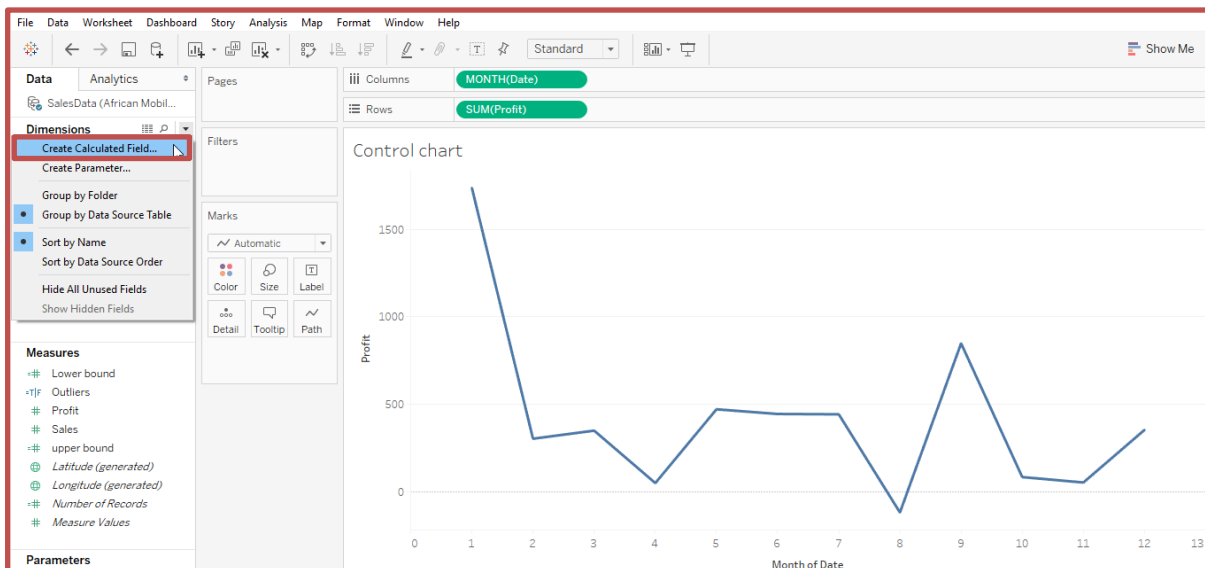 File Data Worksheet Dashboard Story Analysis Map Format Window Help
Standard
Show Me
Data Analytics
SalesData (African Mobil...
Dimensions
Create Calculated Field...
Create Parameter...
Group by Folder
Group by Data Source Table
Sort by Name
Sort by Data Source Order
Hide All Unused Fields
Show Hidden Fields
Measures
=# Lower bound
=T|F Outliers
# Profit
# Sales
=# upper bound
Latitude (generated)
Longitude (generated)
=# Number of Records
# Measure Values
Parameters
Pages
Filters
Marks
Automatic
Color Size Label
T
Detail Tooltip Path
iii Columns MONTH(Date)
Rows SUM(Profit)
Control chart
1500
1000
500
0
Profit
0 1 2 3 4 5 6 7 8 9 10 11 12 13
Month of Date